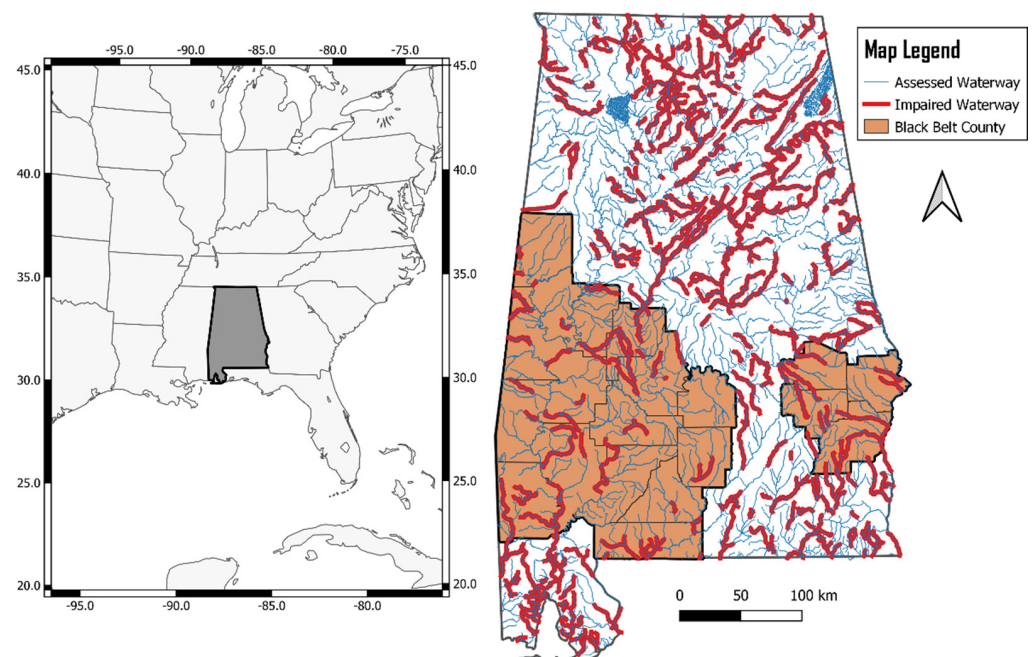 -95.0 -90.0 -85.0 -80.0 -75.0
45.0 45.0
40.0 40.0
35.0 35.0
30.0 30.0
25.0 25.0
20.0 20.0
-95.0 -90.0 -85.0 -80.0
Map Legend
Assessed Waterway
Impaired Waterway
Black Belt County
0 50 100 km